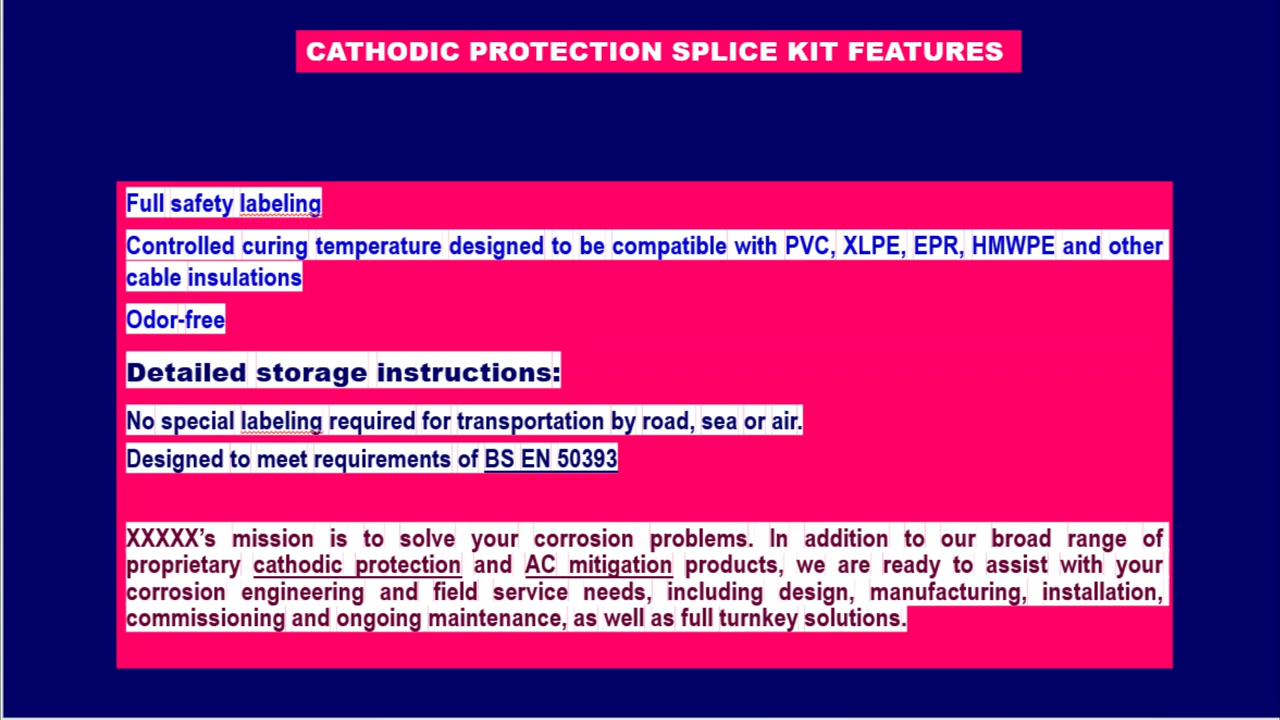 CATHODIC PROTECTION SPLICE KIT FEATURES
Full safety labeling
Controlled curing temperature designed to be compatible with PVC, XLPE, EPR, HMWPE and other
cable insulations
Odor-free
Detailed storage instructions:
No special labeling required for transportation by road, sea or air.
Designed to meet requirements of BS EN 50393
XXXXX’s mission is to solve your corrosion problems. In addition to our broad range of
proprietary cathodic protection and AC mitigation products, we are ready to assist with your
corrosion engineering and field service needs, including design, manufacturing, installation,
commissioning and ongoing maintenance, as well as full turnkey solutions.